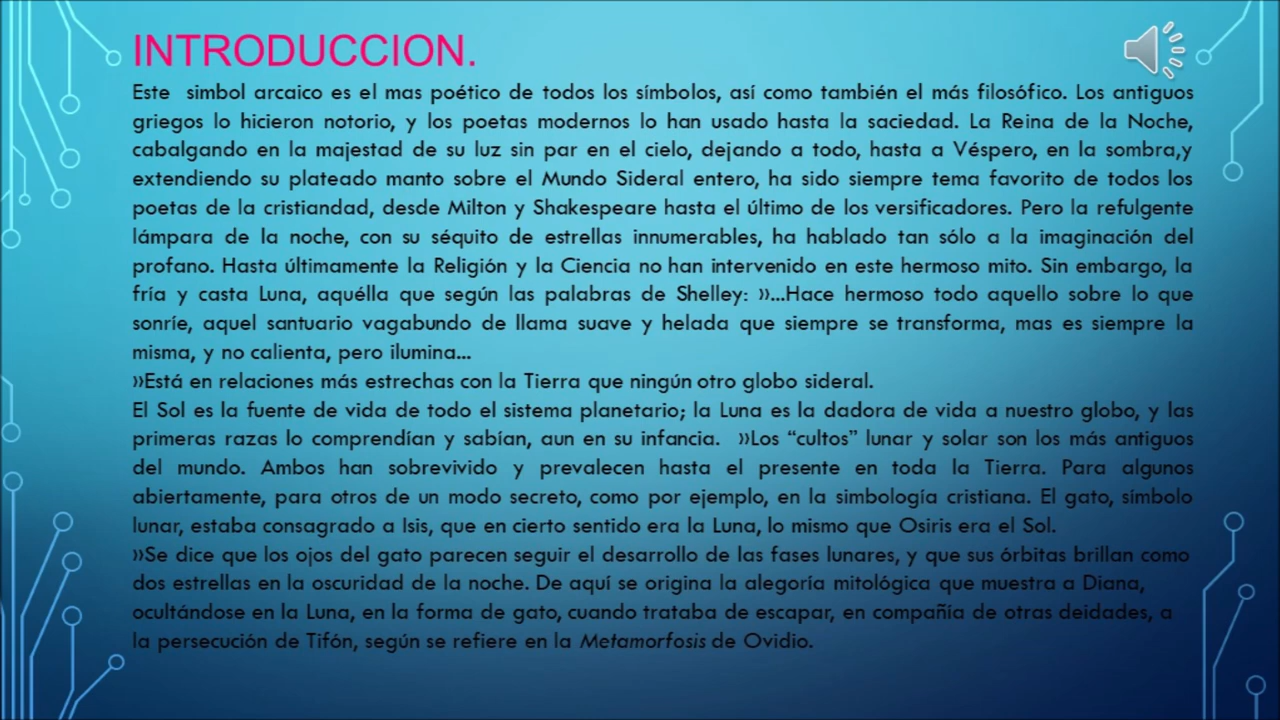 INTRODUCCION.
Este simbol arcaico es el mas poético de todos los símbolos, así como también el más filosófico. Los antiguos
griegos lo hicieron notorio, y los poetas modernos lo han usado hasta la saciedad. La Reina de la Noche,
cabalgando en la majestad de su luz sin par en el cielo, dejando a todo, hasta a Véspero, en la sombra,y
extendiendo su plateado manto sobre el Mundo Sideral entero, ha sido siempre tema favorito de todos los
poetas de la cristiandad, desde Milton y Shakespeare hasta el último de los versificadores. Pero la refulgente
lámpara de la noche, con su séquito de estrellas innumerables, ha hablado tan sólo a la imaginación del
profano. Hasta últimamente la Religión y la Ciencia no han intervenido en este hermoso mito. Sin embargo, la
fría y casta Luna, aquélla que según las palabras de Shelley: »...Hace hermoso todo aquello sobre lo que
sonríe, aquel santuario vagabundo de llama suave y helada que siempre se transforma, mas es siempre la
misma, y no calienta, pero ilumina...
»Está en relaciones más estrechas con la Tierra que ningún otro globo sideral.
El Sol es la fuente de vida de todo el sistema planetario; la Luna es la dadora de vida a nuestro globo, y las
primeras razas lo comprendían y sabían, aun en su infancia. »Los “cultos” lunar y solar son los más antiguos
del mundo. Ambos han sobrevivido y prevalecen hasta el presente en toda la Tierra. Para algunos
abiertamente, para otros de un modo secreto, como por ejemplo, en la simbología cristiana. El gato, símbolo
lunar, estaba consagrado a Isis, que en cierto sentido era la Luna, lo mismo que Osiris era el Sol.
»Se dice que los ojos del gato parecen seguir el desarrollo de las fases lunares, y que sus órbitas brillan como
dos estrellas en la oscuridad de la noche. De aquí se origina la alegoría mitológica que muestra a Diana,
ocultándose en la Luna, en la forma de gato, cuando trataba de escapar, en compañía de otras deidades, a
la persecución de Tifón, según se refiere en la Metamorfosis de Ovidio.